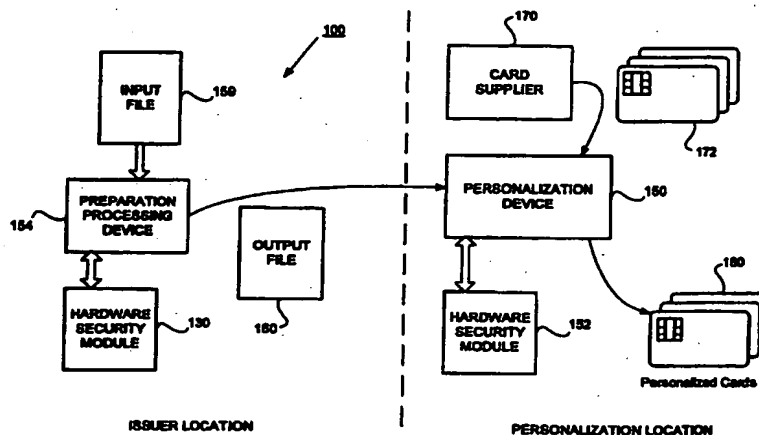 100
INPUT
FILE
159
PREPARATION
PROCESSING
DEVICE
154
OUTPUT
FILE
160
HARDWARE
SECURITY
MODULE
130
ISSUER LOCATION
170
CARD
SUPPLIER
172
PERSONALIZATION
DEVICE
150
HARDWARE
SECURITY
MODULE
152
180
Personalized Cards
PERSONALIZATION LOCATION